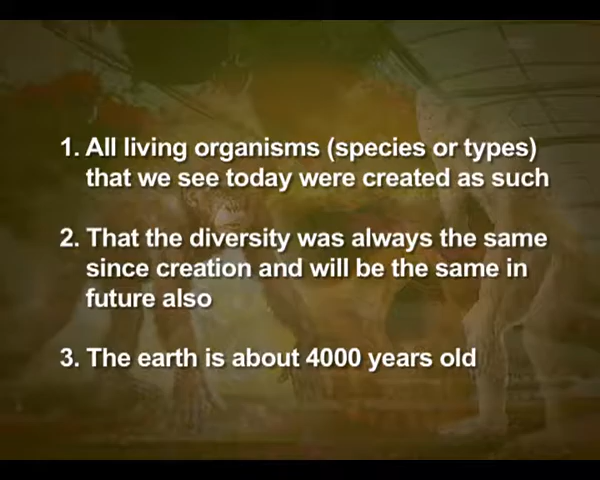 1. All living organisms (species or types)
that we see today were created as such
2. That the diversity was always the same
since creation and will be the same in
future also
3. The earth is about 4000 years old